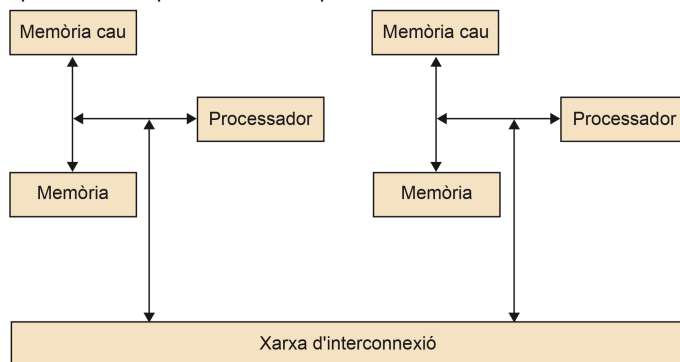 Memòria cau
Memòria cau
Processador
Processador
Memòria
Memòria
Xarxa d'interconnexió